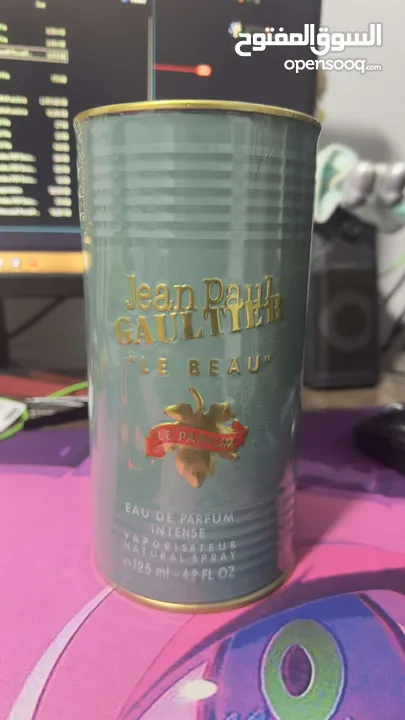 السوق المفتوح
opensooq.com
Jean Paul
GAULTIER
"LE BEAU"
LE PARFUM
EAU DE PARFUM
INTENSE
VAPORISATEUR
NATURAL SPRAY
℮125 ml - 4.2 FL OZ